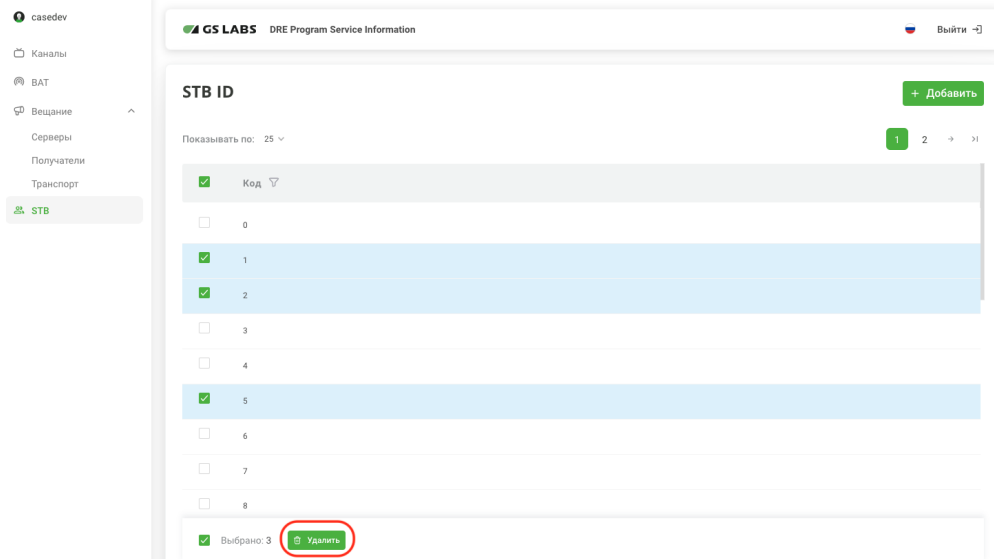 casedev
GS LABS DRE Program Service Information
Выйти
Каналы
BAT
Вещание
Серверы
Получатели
Транспорт
STB
STB ID
+ Добавить
Показывать по: 25
1 2
Код
0
1
2
3
4
5
6
7
8
Выбрано: 3 Удалить